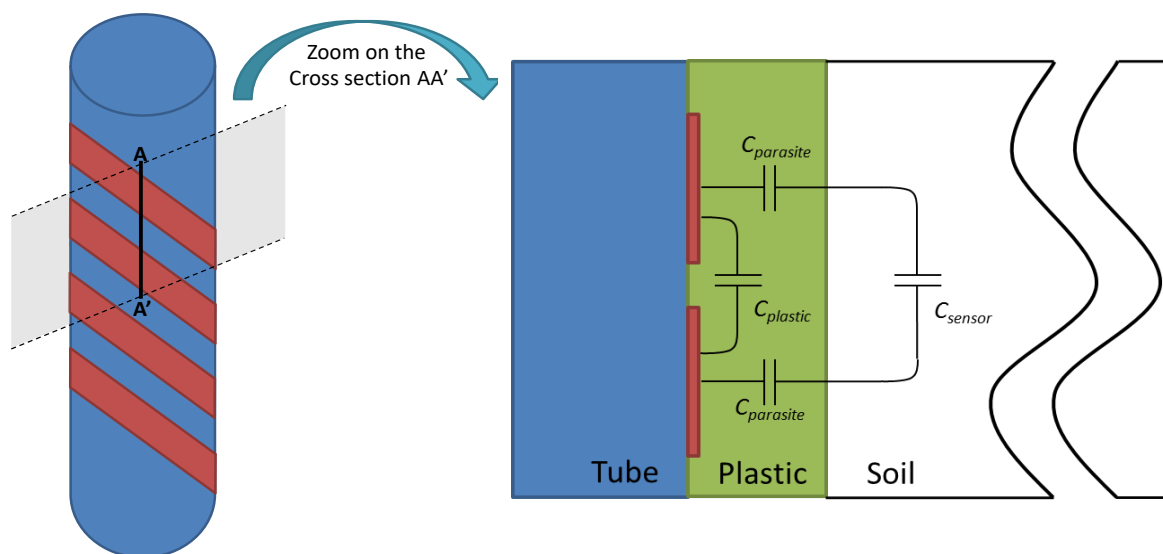 Zoom on the
Cross section AA’
A
A’
Cparasite
Cplastic
Csensor
Cparasite
Tube
Plastic
Soil